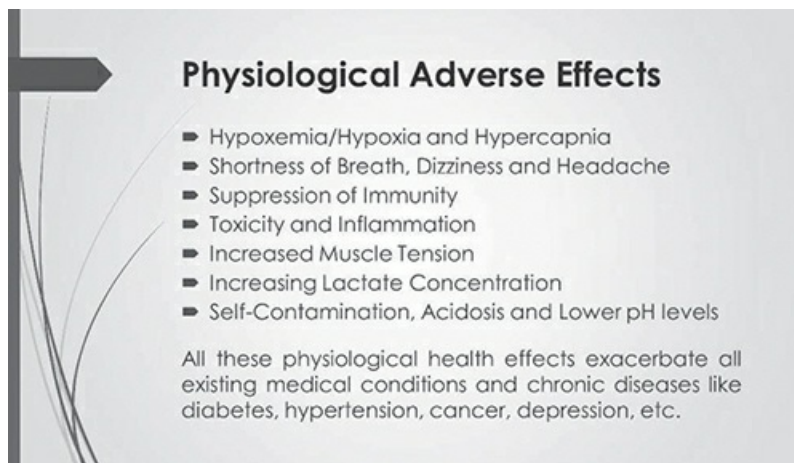 Physiological Adverse Effects
Hypoxemia/Hypoxia and Hypercapnia
Shortness of Breath, Dizziness and Headache
Suppression of Immunity
Toxicity and Inflammation
Increased Muscle Tension
Increasing Lactate Concentration
Self-Contamination, Acidosis and Lower pH levels
All these physiological health effects exacerbate all
existing medical conditions and chronic diseases like
diabetes, hypertension, cancer, depression, etc.